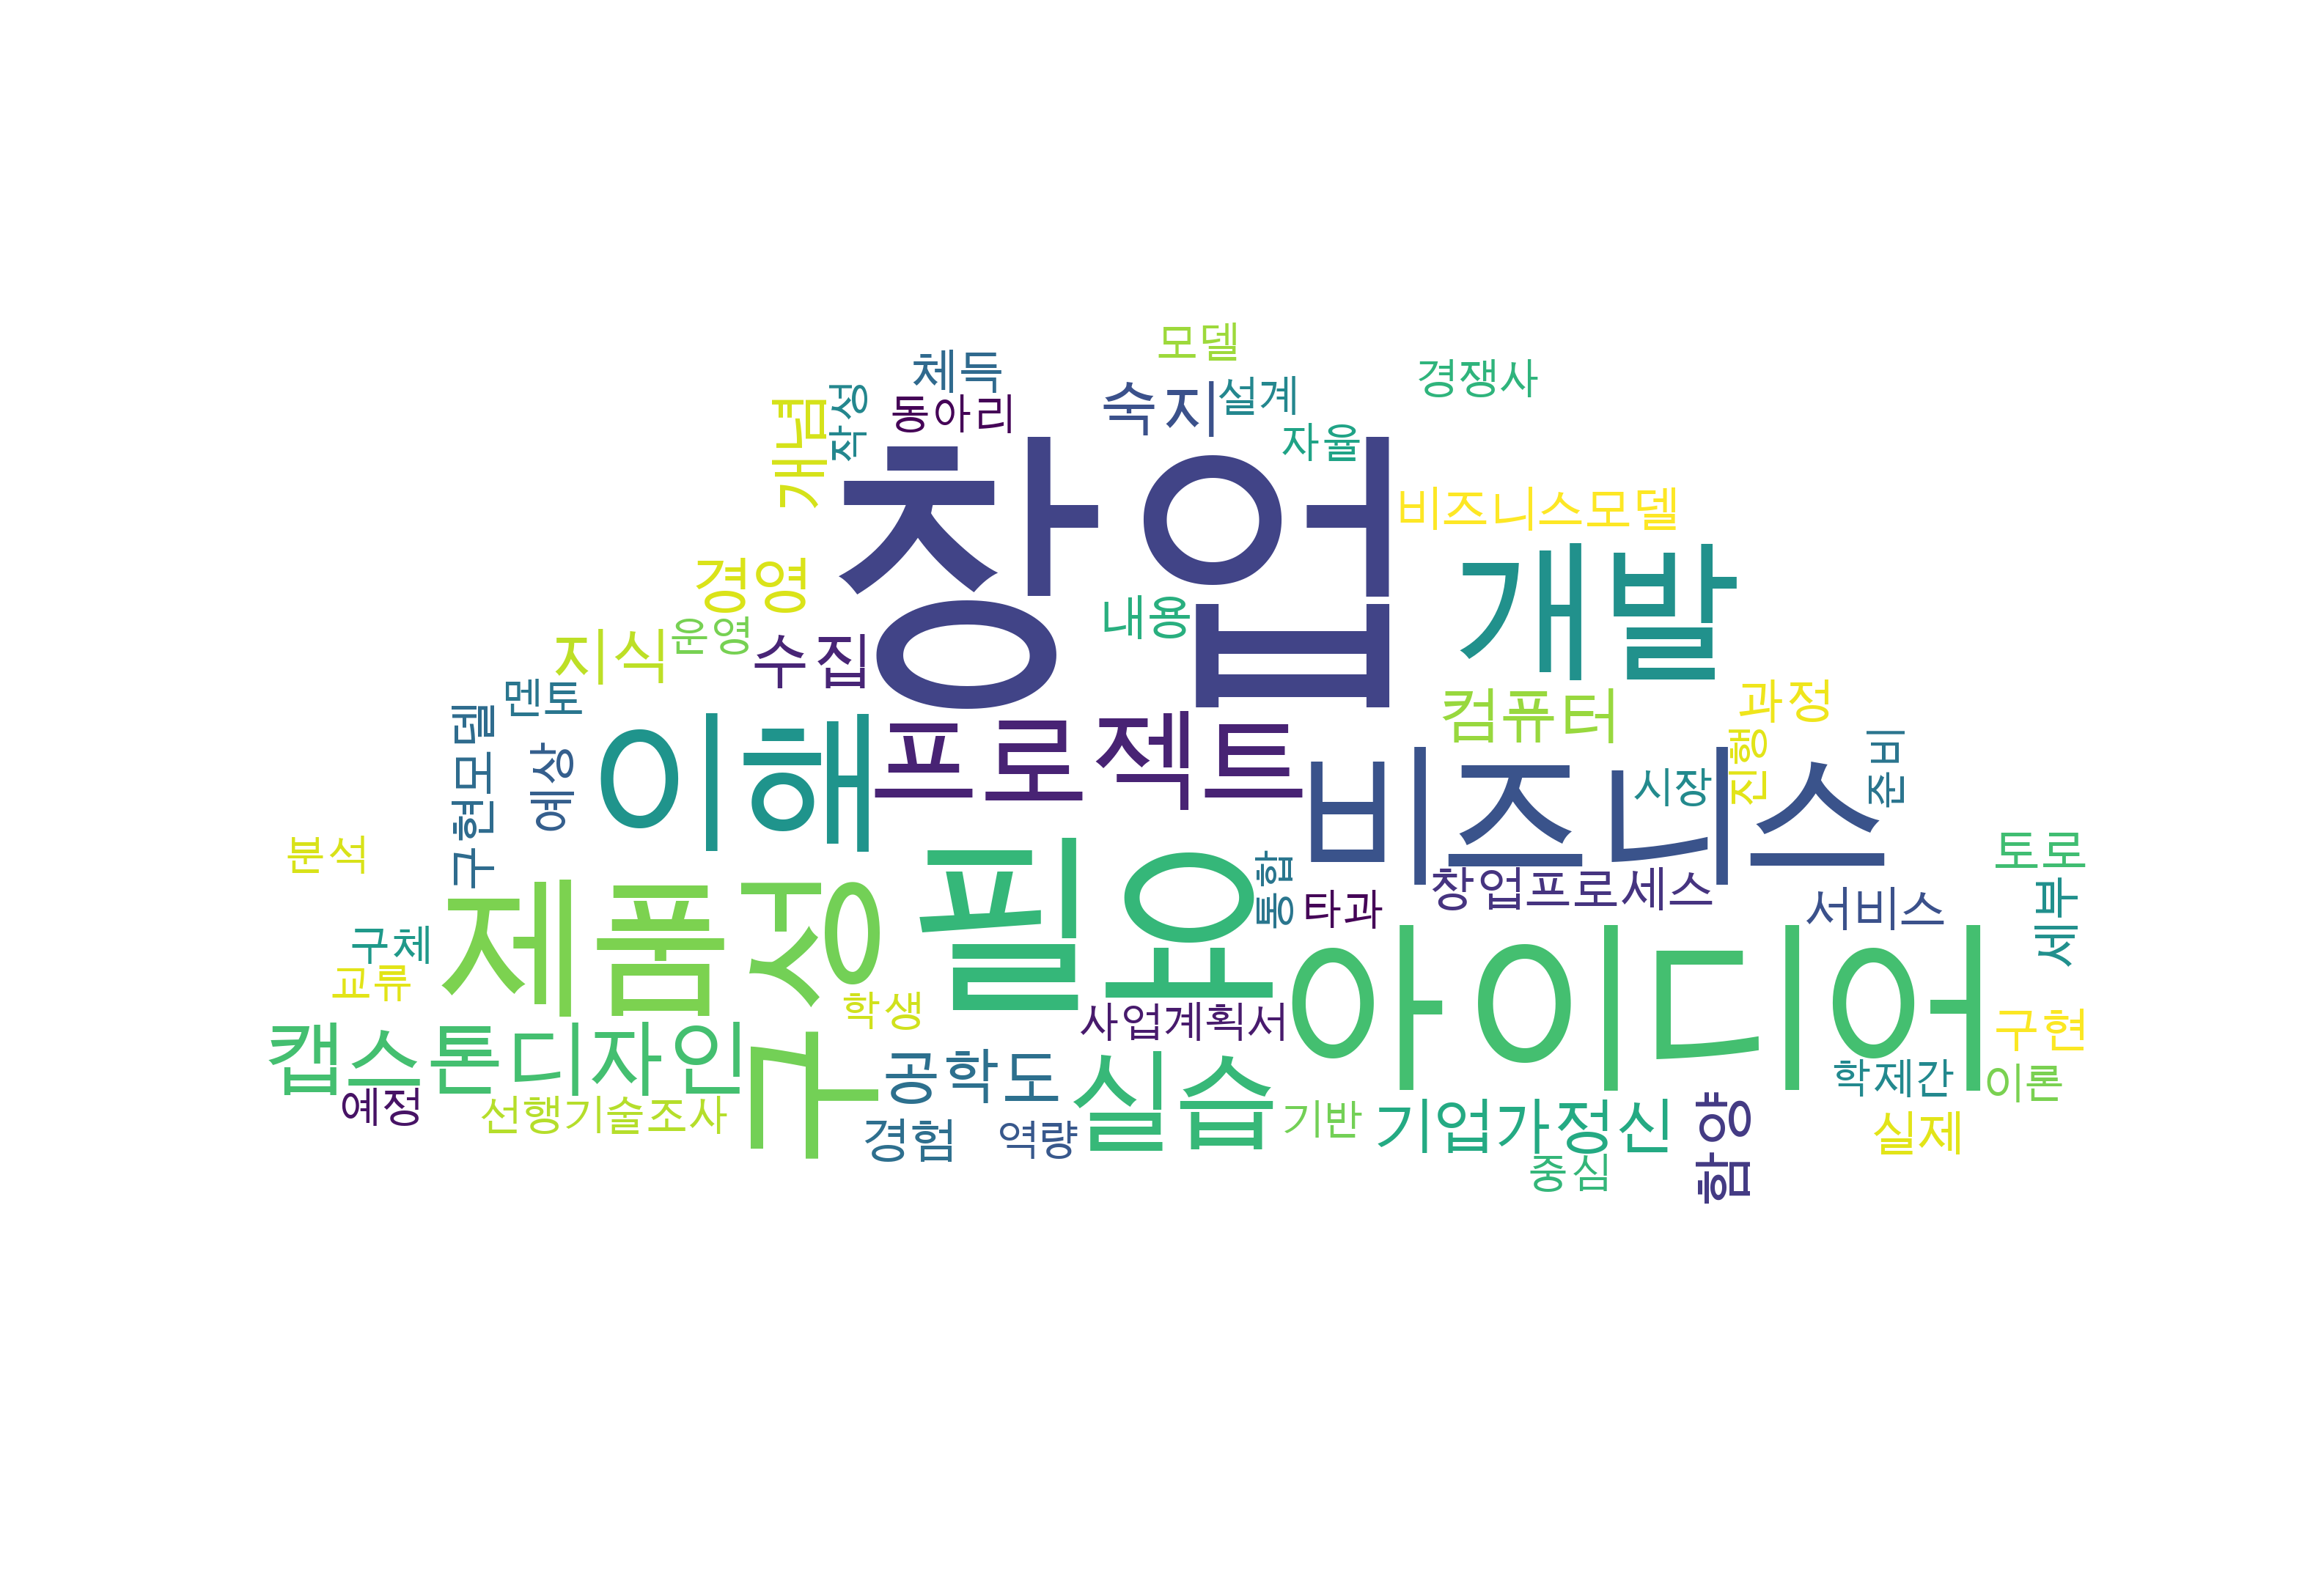 모델
체득
경쟁사
숙지
설계
작성
동아리
개념
자율
창업
비즈니스모델
경영
개발
내용
운영
지식
수집
멘토
컴퓨터
과정
구현모델
예상
이해
프로젝트
진행
준비
비즈니스
시장
분석
토로
필요
통합
제품
창업프로세스
타과
서비스
세부
구체
교류
구정
아이디어
학생
사업계획서
구현
캡스톤디자인
공학도
실습
학제간
이론
예정
선행기술조사
기반
기업가정신
함양
경험
역량
실재
중심